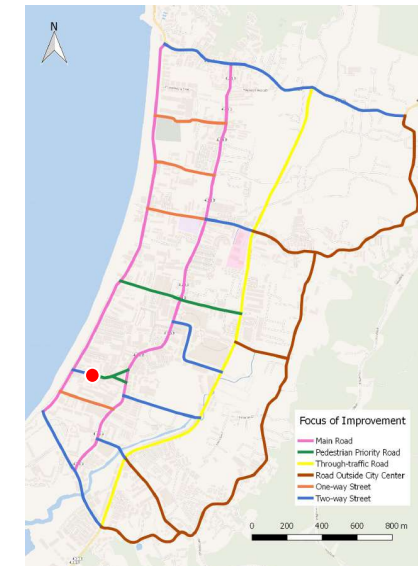 N
Focus of Improvement
Main Road
Pedestrian Priority Road
Through-traffic Road
Road Outside City Center
One-way Street
Two-way Street
0 200 400 600 800 m